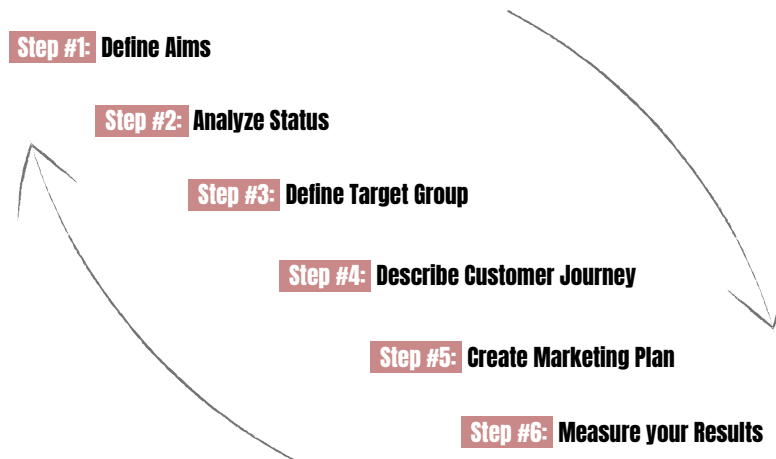 Step #1: Define Aims
Step #2: Analyze Status
Step #3: Define Target Group
Step #4: Describe Customer Journey
Step #5: Create Marketing Plan
Step #6: Measure your Results